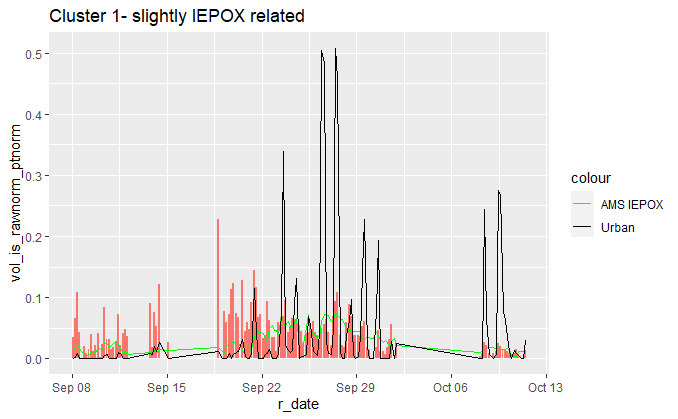 Cluster 1- slightly IEPOX related
vol_is_rawnorm_ptnorm
0.5
0.4
0.3
0.2
0.1
0.0
Sep 08 Sep 15 Sep 22 Sep 29 Oct 06 Oct 13
r_date
colour
AMS IEPOX
Urban